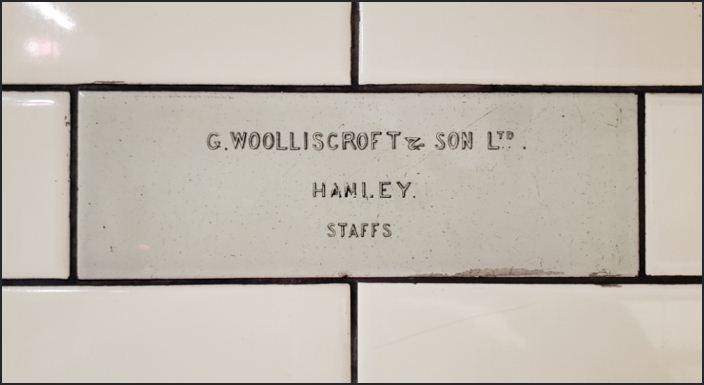 G. WOOLLISCROFT & SON LTD.
HANLEY.
STAFFS